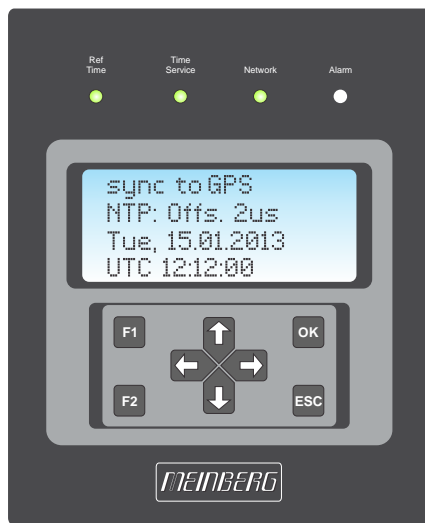 Ref Time
Time Service
Network
Alarm
sync to GPS
NTP: Offs. 2us
Tue, 15.01.2013
UTC 12:12:00
F1
OK
F2
ESC
MEINBERG